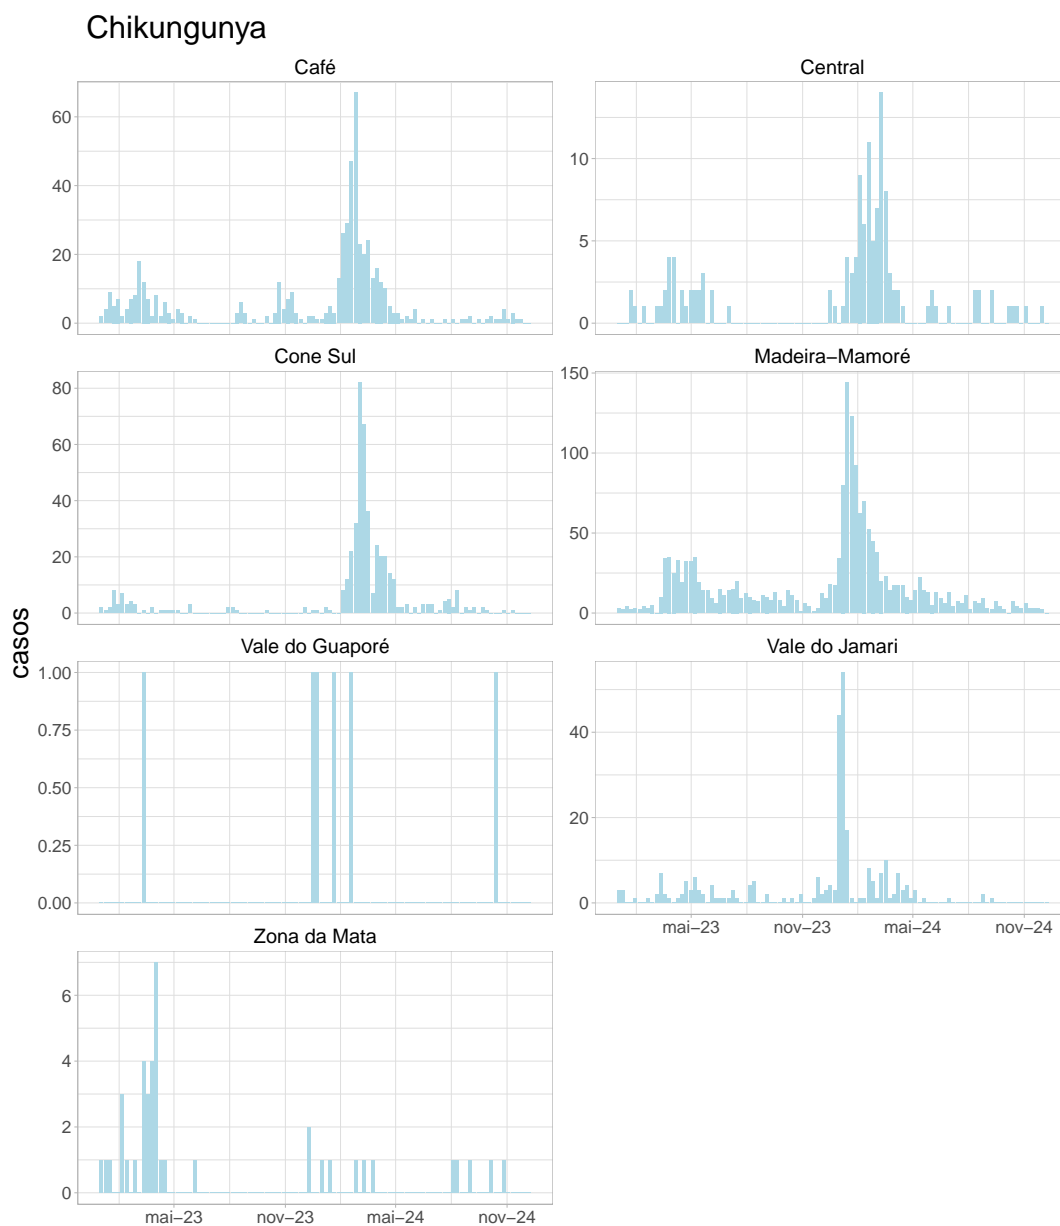 Chikungunya
Café
Central
60
40
20
0
10
5
0
Cone Sul
Madeira−Mamoré
80
60
40
20
0
150
100
50
0
casos
Vale do Guaporé
Vale do Jamari
1.00
0.75
0.50
0.25
0.00
40
20
0
mai−23
nov−23
mai−24
nov−24
Zona da Mata
6
4
2
0
mai−23
nov−23
mai−24
nov−24